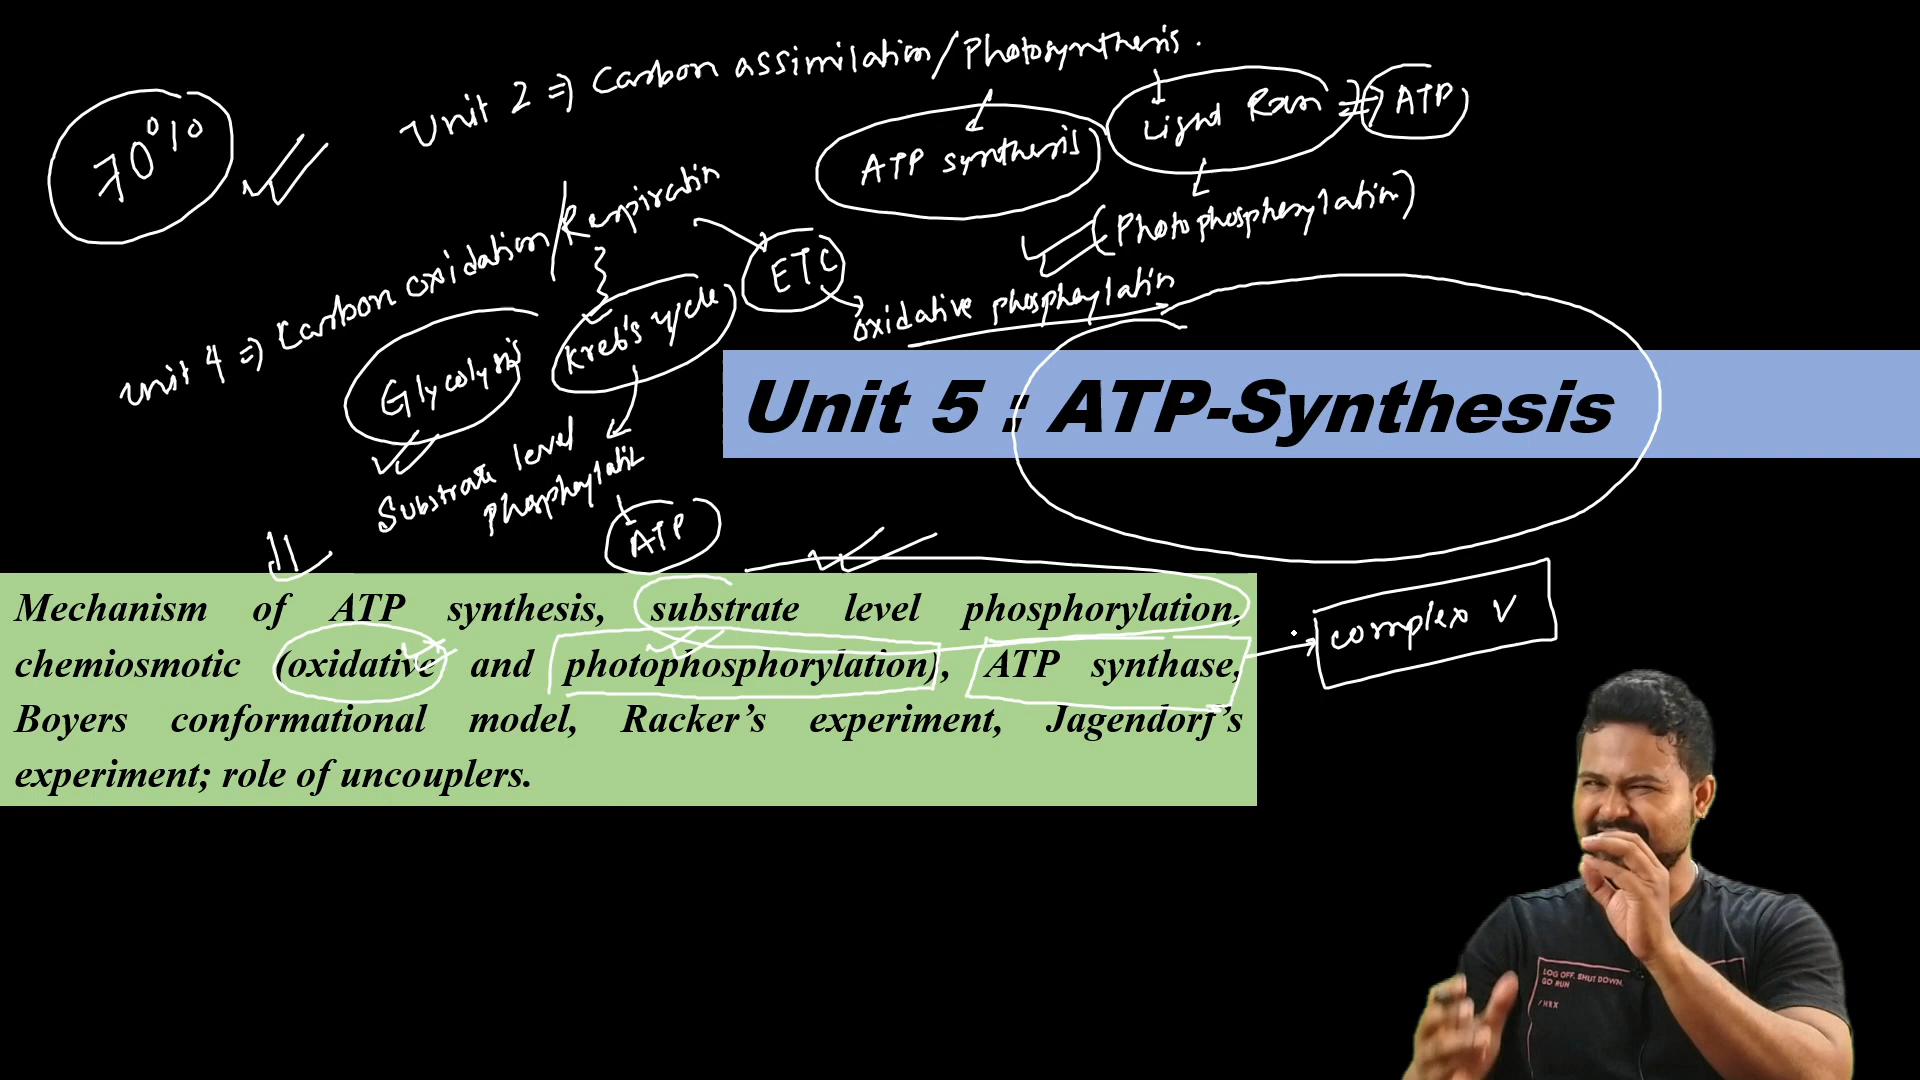 Unit 2 => Carbon assimilation/Photosynthesis.
70%
ATP synthesis
Light Rxn => ATP
(Photophosphorylation)
Unit 4 => Carbon oxidation/Respiration
ETC
oxidative phosphorylation
Glycolysis
Kreb's cycle
Substrate level
phosphorylation
ATP
Unit 5 : ATP-Synthesis
Mechanism of ATP synthesis, substrate level phosphorylation,
chemiosmotic (oxidative and photophosphorylation), ATP synthase,
Boyers conformational model, Racker's experiment, Jagendorf's
experiment; role of uncouplers.
complex V
LOG OFF. SHUT DOWN.
GO RUN
/HRX